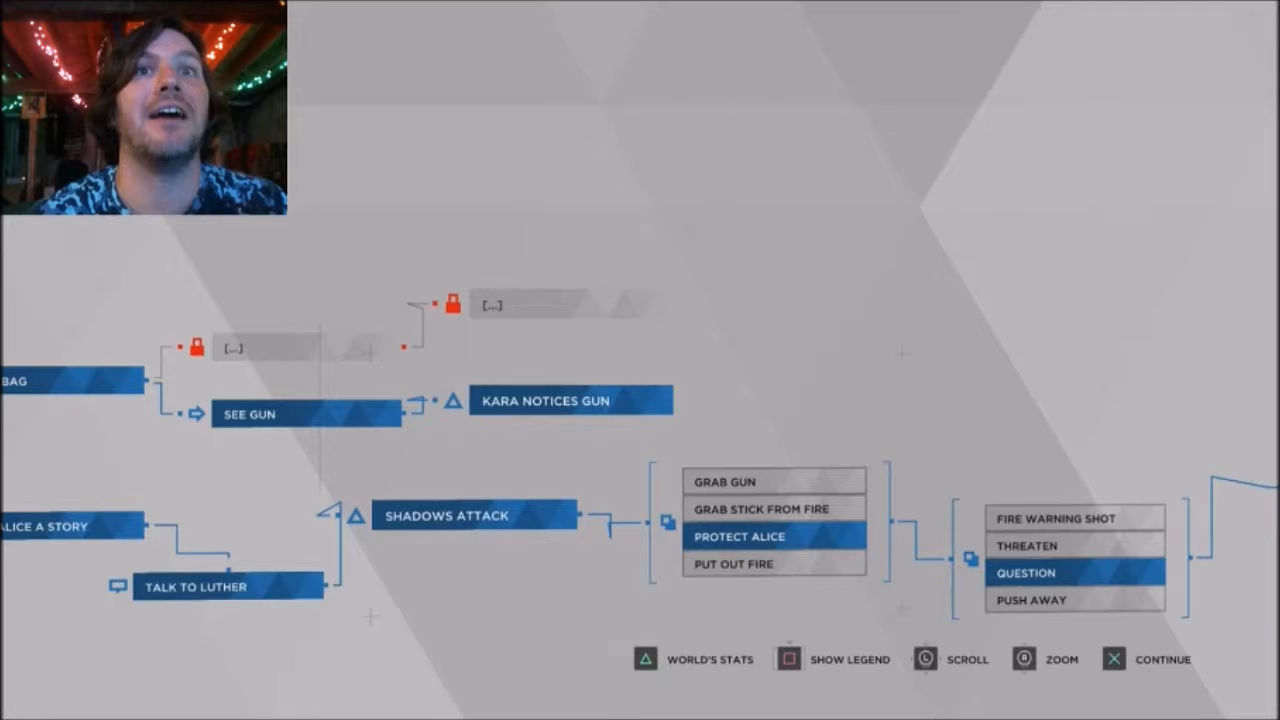 [...]
[...]
BAG
SEE GUN
KARA NOTICES GUN
ALICE A STORY
TALK TO LUTHER
SHADOWS ATTACK
GRAB GUN
GRAB STICK FROM FIRE
PROTECT ALICE
PUT OUT FIRE
FIRE WARNING SHOT
THREATEN
QUESTION
PUSH AWAY
WORLD'S STATS
SHOW LEGEND
L
SCROLL
R
ZOOM
CONTINUE